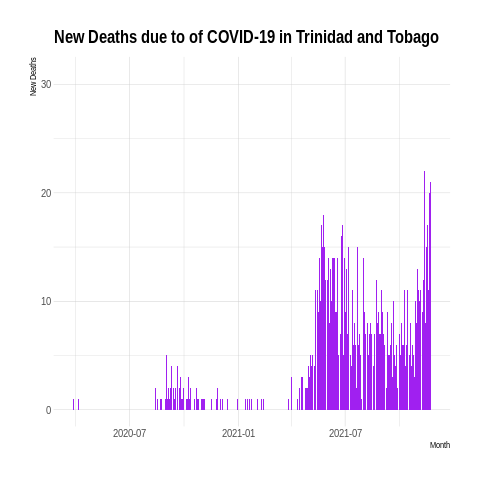 New Deaths due to of COVID-19 in Trinidad and Tobago
New Deaths
30
20
10
0
2020-07 2021-01 2021-07
Month